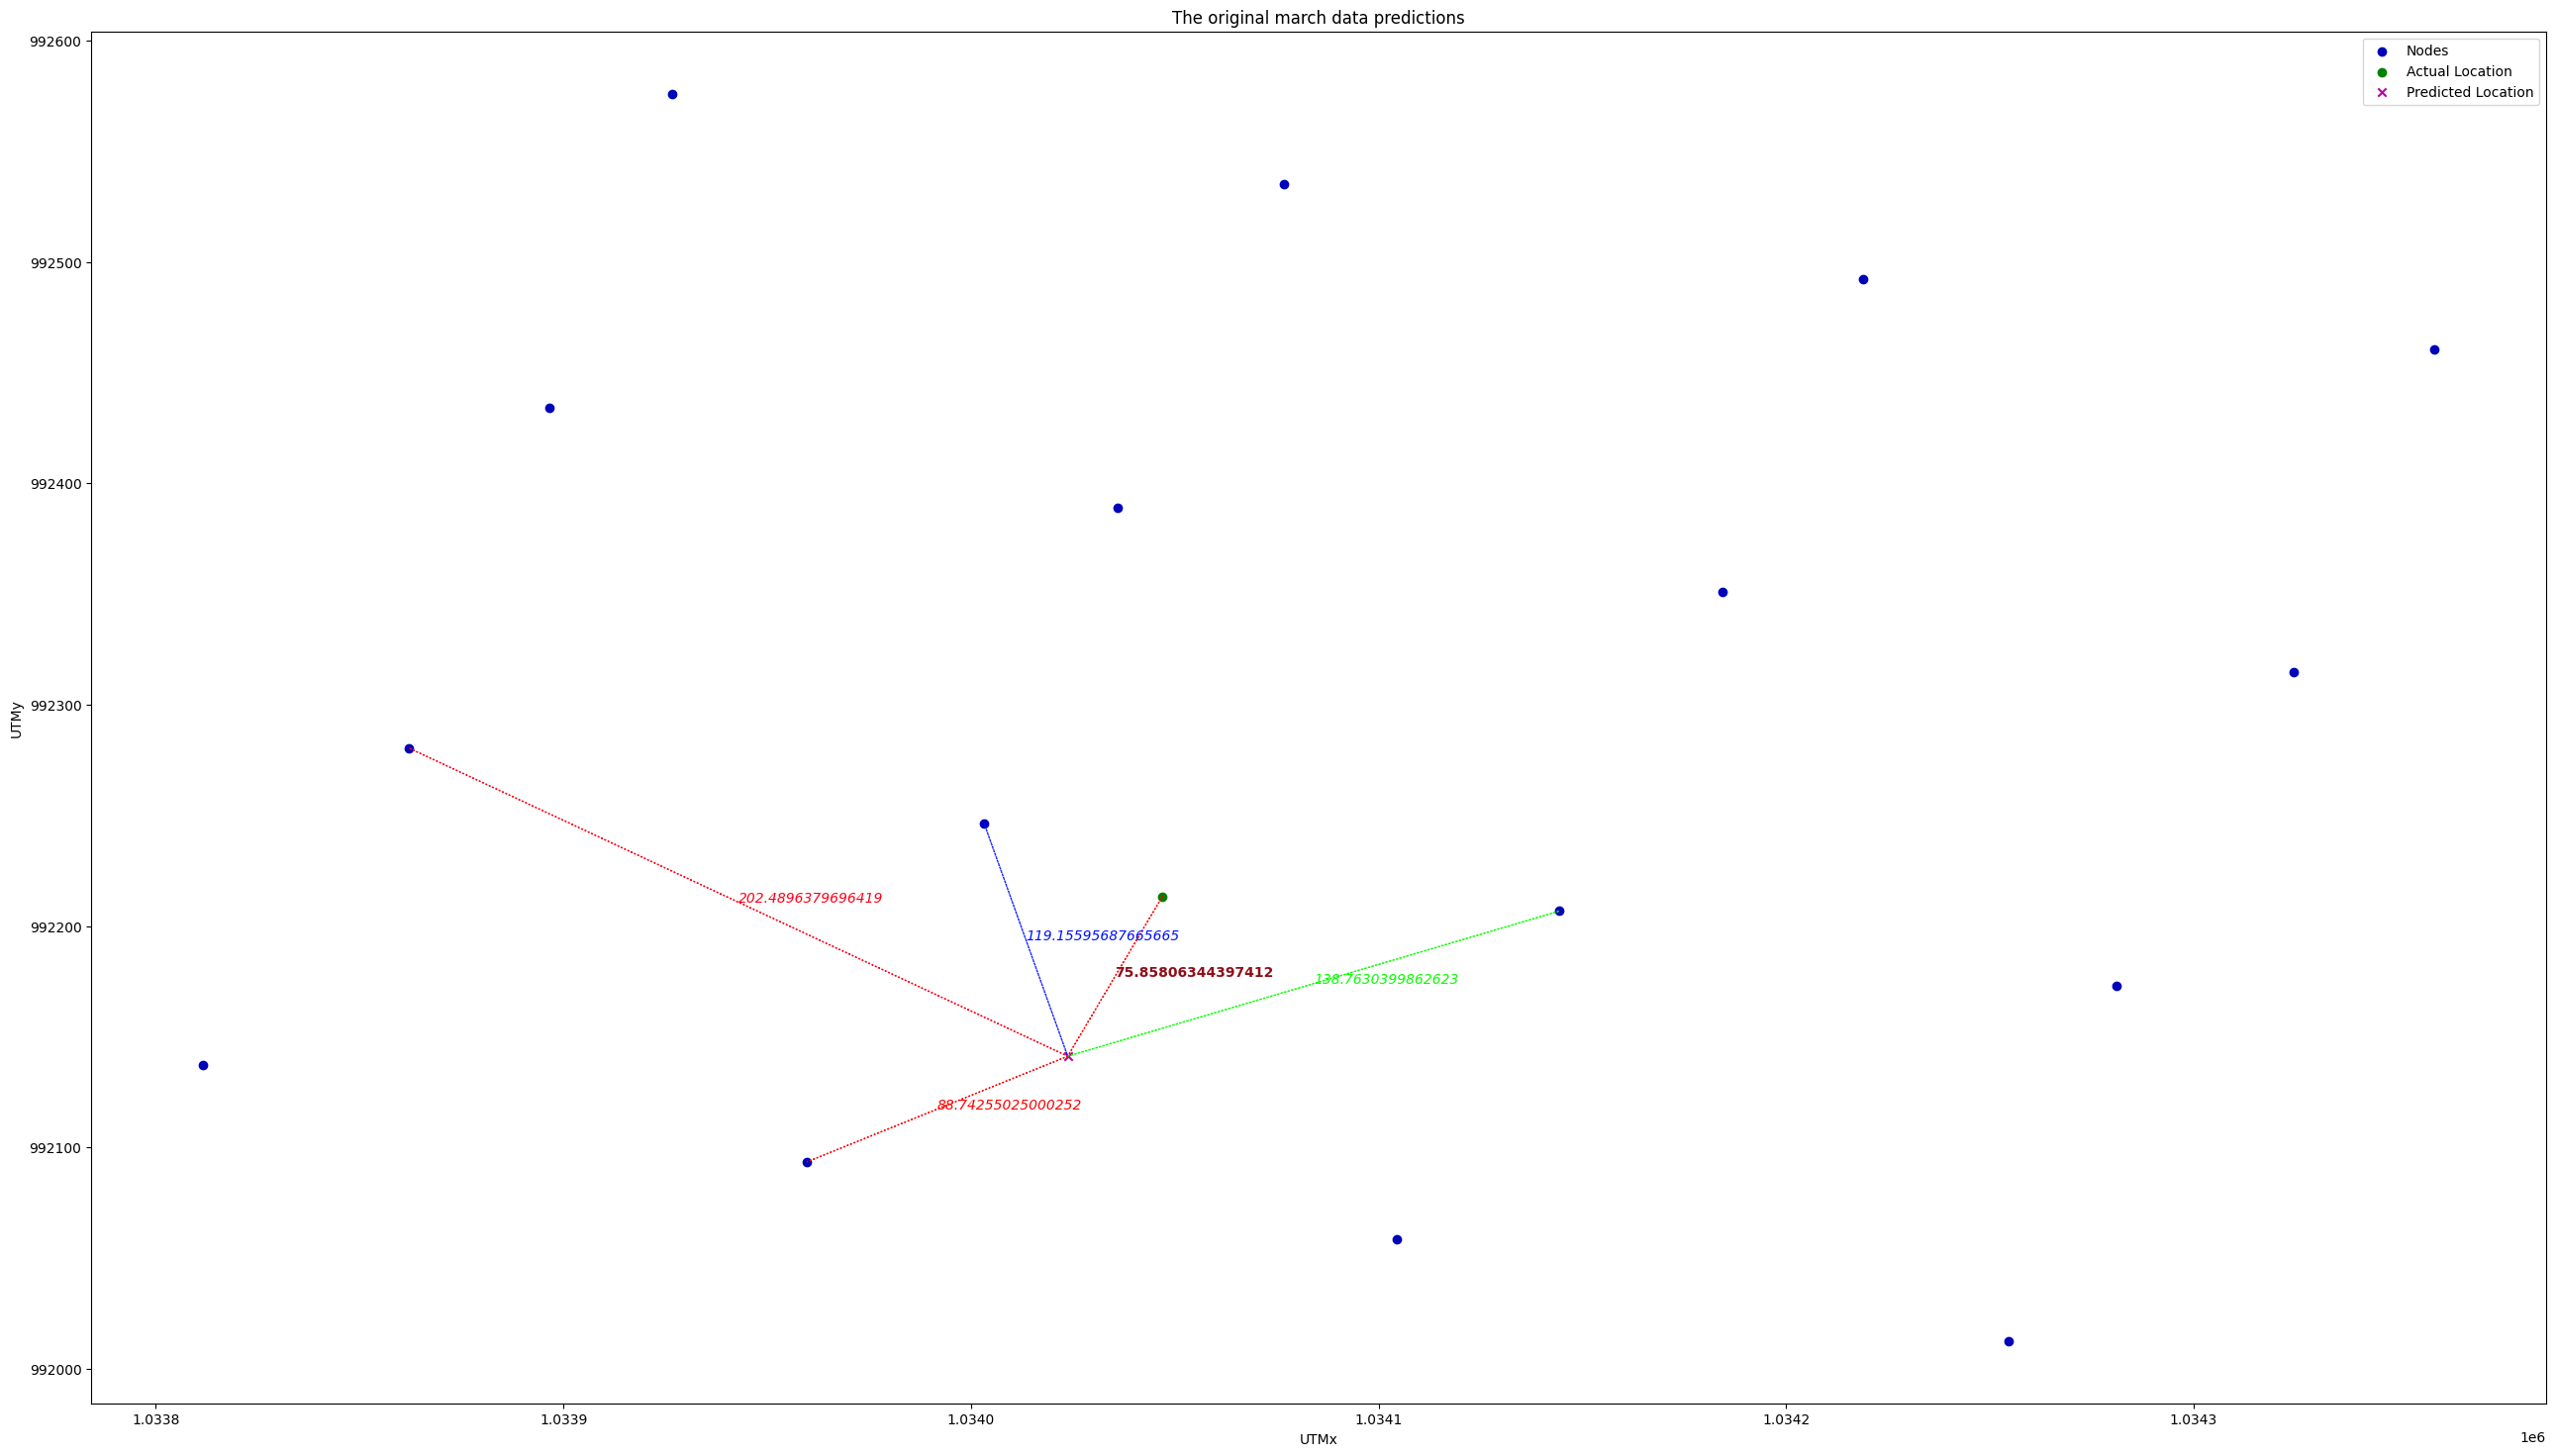 The original march data predictions
Nodes
Actual Location
Predicted Location
992600
992500
992400
992300
992200
992100
992000
UTMy
202.4896379696419
119.15595687665665
75.85806344397412
138.7630399862623
88.74255025000252
1.0338
1.0339
1.0340
1.0341
1.0342
1.0343
UTMx
1e6